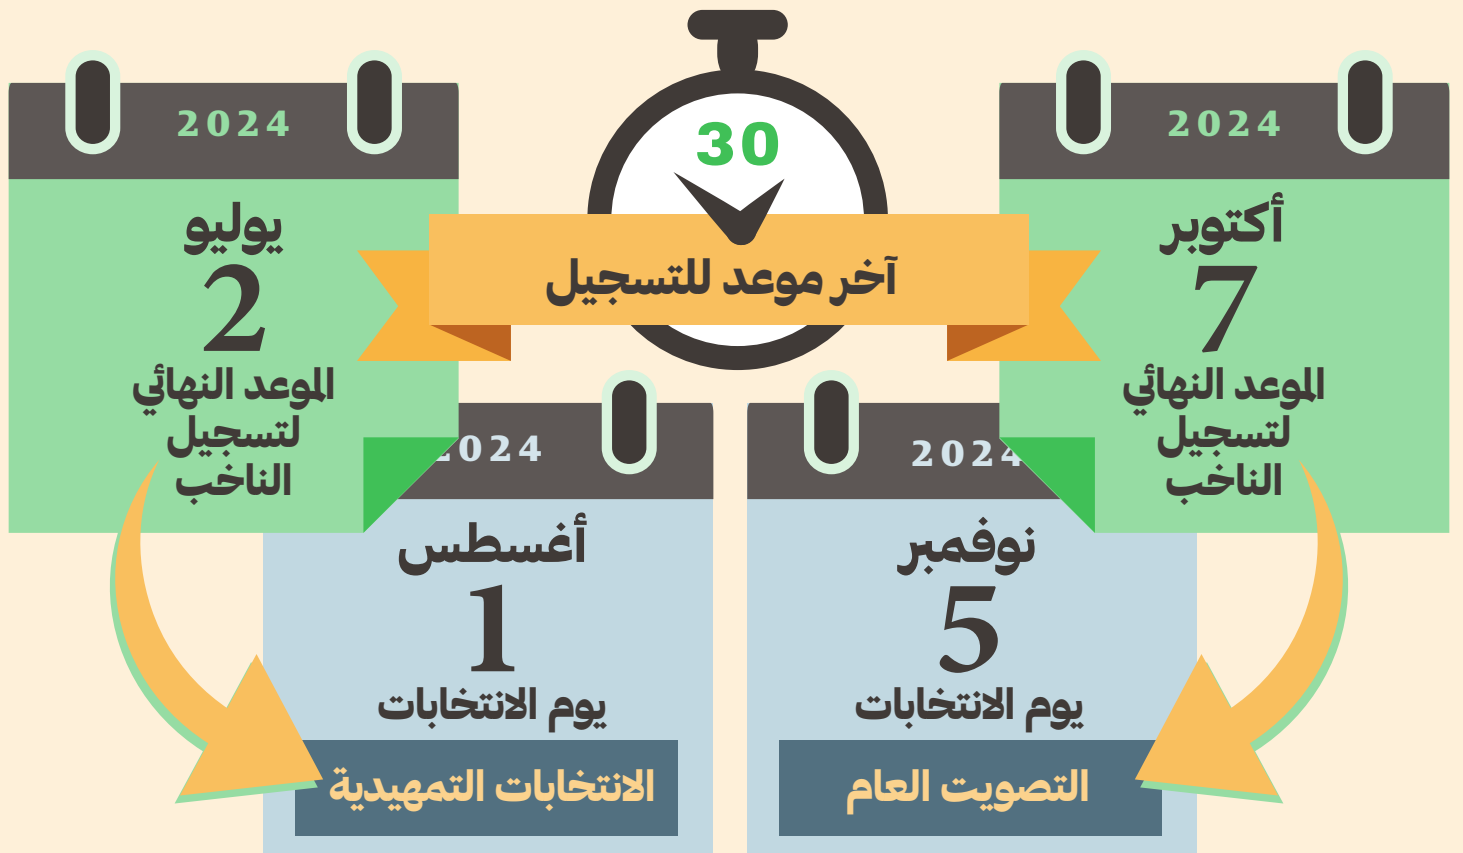 30
آخر موعد للتسجيل
2024
أكتوبر
7
الموعد النهائي
لتسجيل
الناخب
2024
يوليو
2
الموعد النهائي
لتسجيل
الناخب
2024
نوفمبر
5
يوم الانتخابات
التصويت العام
2024
أغسطس
1
يوم الانتخابات
الانتخابات التمهيدية